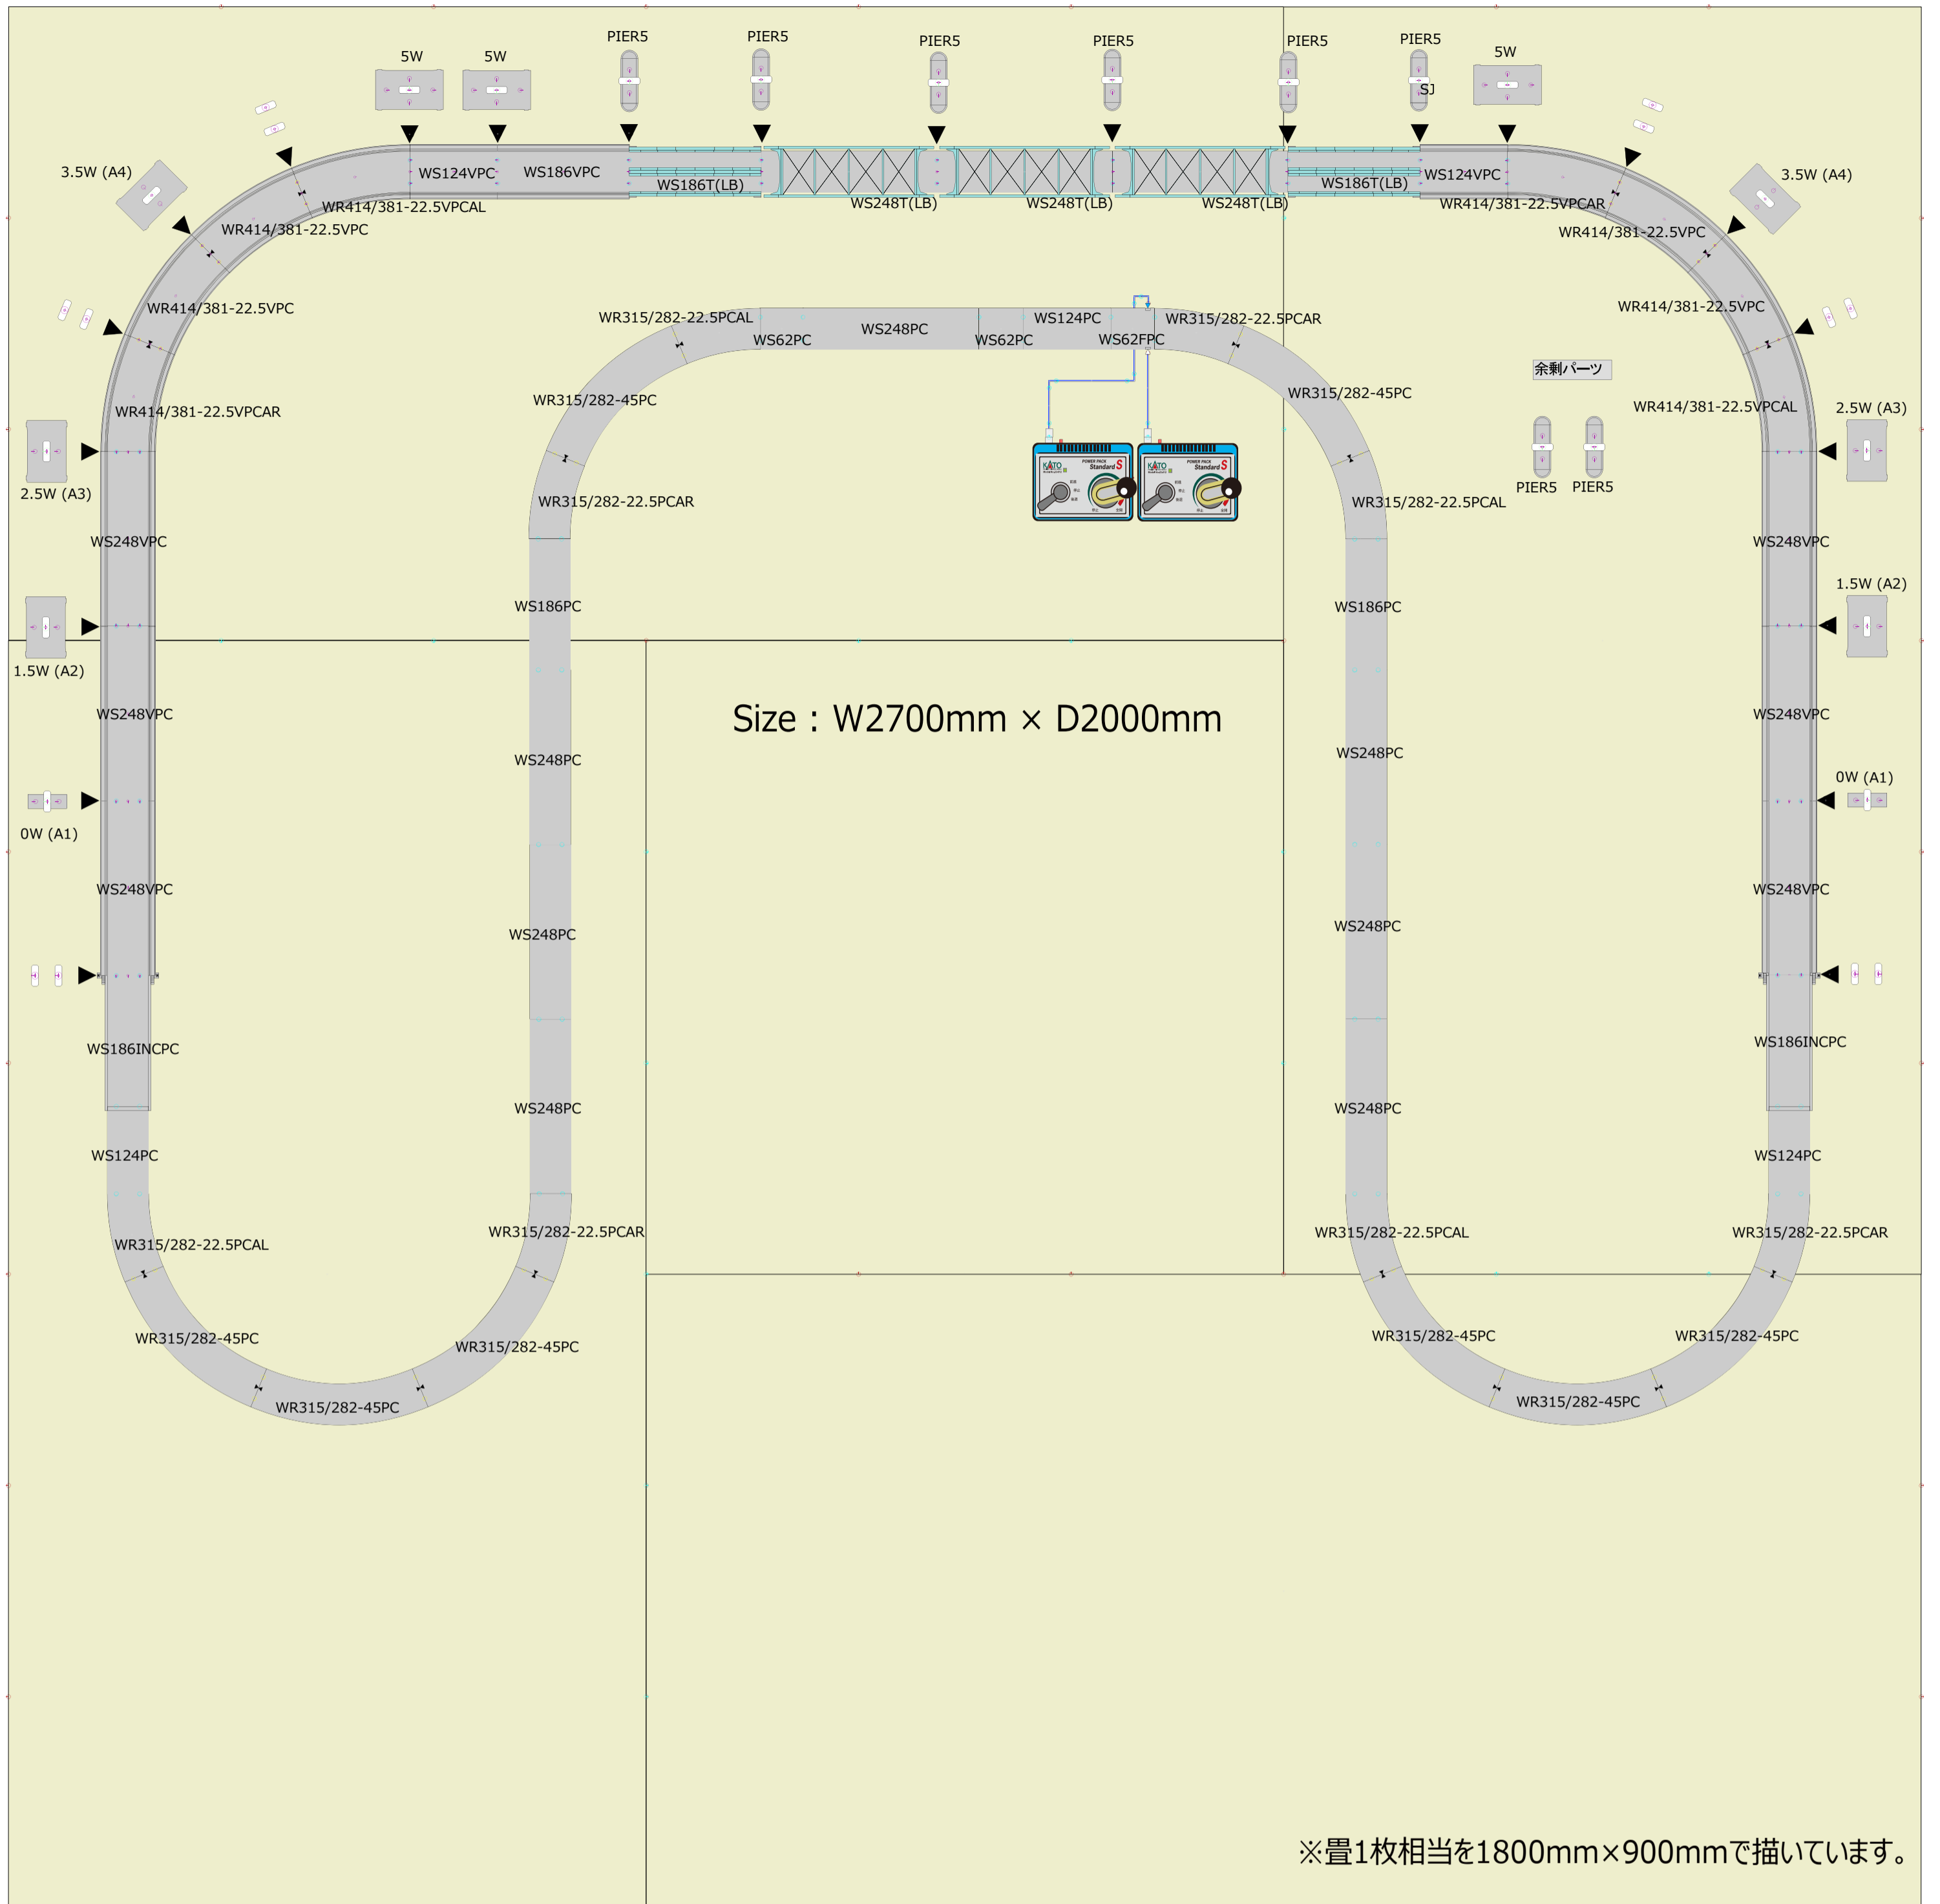 PIER5
PIER5
PIER5
PIER5
PIER5
PIER5
5W
5W
5W
SJ
3.5W (A4)
3.5W (A4)
WS124VPC
WS186VPC
WS186T(LB)
WS248T(LB)
WS248T(LB)
WS248T(LB)
WS186T(LB)
WS124VPC
WR414/381-22.5VPCAL
WR414/381-22.5VPCAR
WR414/381-22.5VPC
WR414/381-22.5VPC
WR414/381-22.5VPC
WR414/381-22.5VPC
WR315/282-22.5PCAL
WS62PC
WS248PC
WS62PC
WS124PC
WS62FPC
WR315/282-22.5PCAR
余剰パーツ
WR315/282-45PC
WR315/282-45PC
WR414/381-22.5VPCAR
WR414/381-22.5VPCAL
2.5W (A3)
2.5W (A3)
KATO
POWER PACK
Standard S
KATO
POWER PACK
Standard S
PIER5
PIER5
WR315/282-22.5PCAR
WR315/282-22.5PCAL
WS248VPC
WS248VPC
1.5W (A2)
1.5W (A2)
WS186PC
WS186PC
Size : W2700mm × D2000mm
WS248VPC
WS248VPC
WS248PC
WS248PC
0W (A1)
0W (A1)
WS248VPC
WS248VPC
WS248PC
WS248PC
WS186INCPC
WS186INCPC
WS248PC
WS248PC
WS124PC
WS124PC
WR315/282-22.5PCAL
WR315/282-22.5PCAR
WR315/282-22.5PCAL
WR315/282-22.5PCAR
WR315/282-45PC
WR315/282-45PC
WR315/282-45PC
WR315/282-45PC
WR315/282-45PC
WR315/282-45PC
※畳1枚相当を1800mm×900mmで描いています。